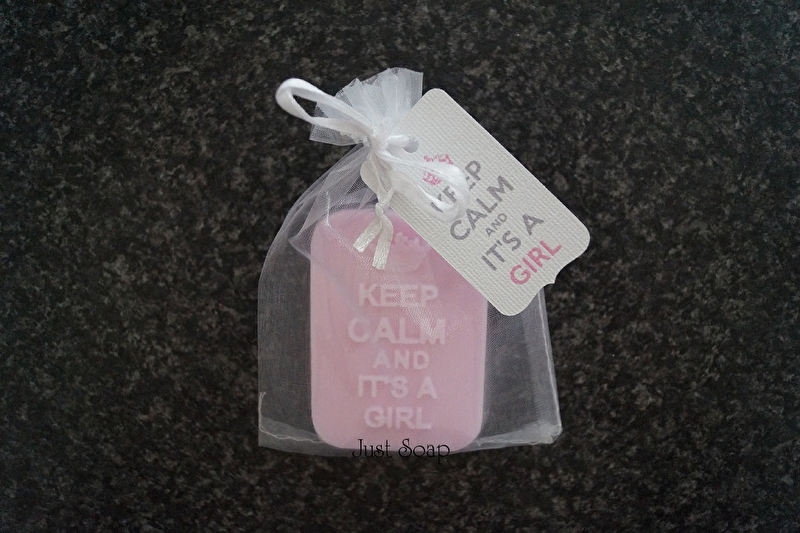 KEEP
CALM
AND
IT'S A
GIRL
KEEP
CALM
AND
IT'S A
GIRL
Just Soap